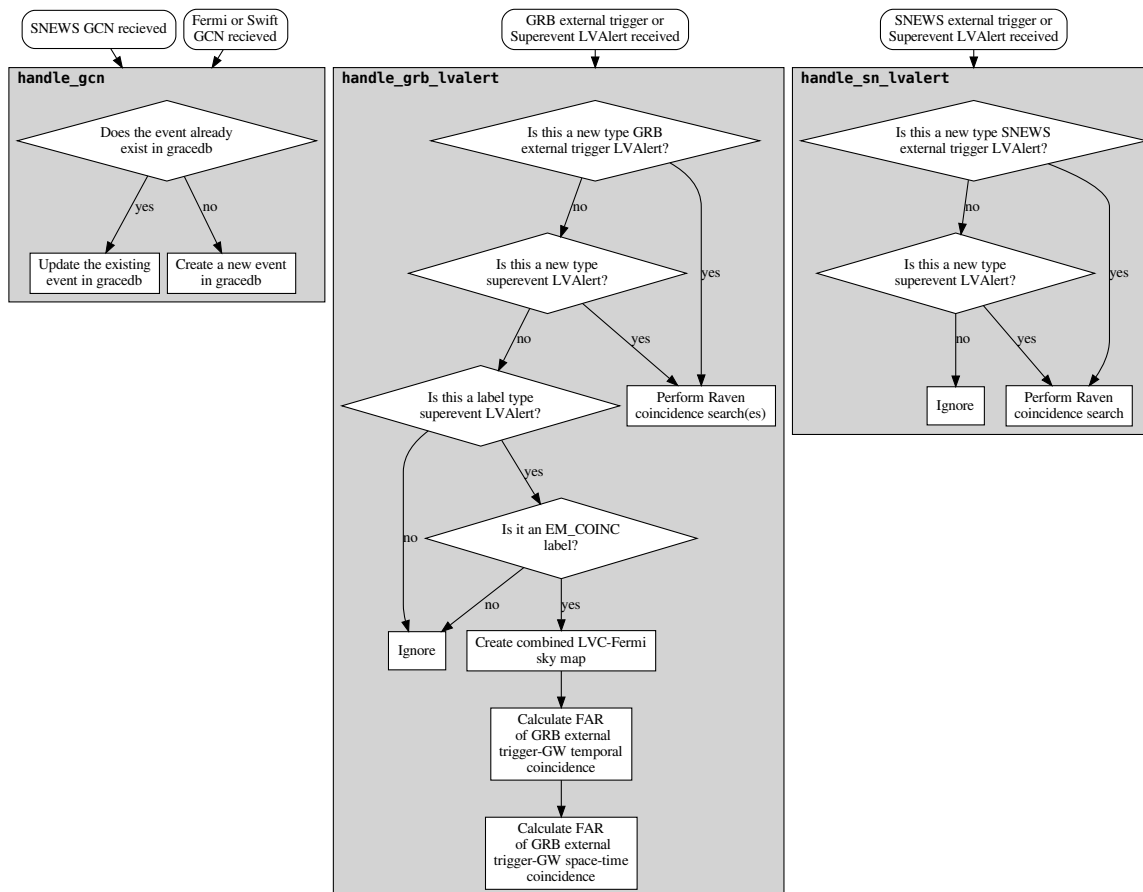 SNEWS GCN recieved
Fermi or Swift
GCN recieved
handle_gcn
Does the event already
exist in gracedb
yes
no
Update the existing
event in gracedb
Create a new event
in gracedb
GRB external trigger or
Superevent LVAlert received
handle_grb_lvalert
Is this a new type GRB
external trigger LVAlert?
no
yes
Is this a new type
superevent LVAlert?
no
yes
Is this a label type
superevent LVAlert?
Perform Raven
coincidence search(es)
no
yes
Is it an EM_COINC
label?
no
yes
Ignore
Create combined LVC-Fermi
sky map
Calculate FAR
of GRB external
trigger-GW temporal
coincidence
Calculate FAR
of GRB external
trigger-GW space-time
coincidence
SNEWS external trigger or
Superevent LVAlert received
handle_sn_lvalert
Is this a new type SNEWS
external trigger LVAlert?
no
yes
Is this a new type
superevent LVAlert?
no
yes
Ignore
Perform Raven
coincidence search